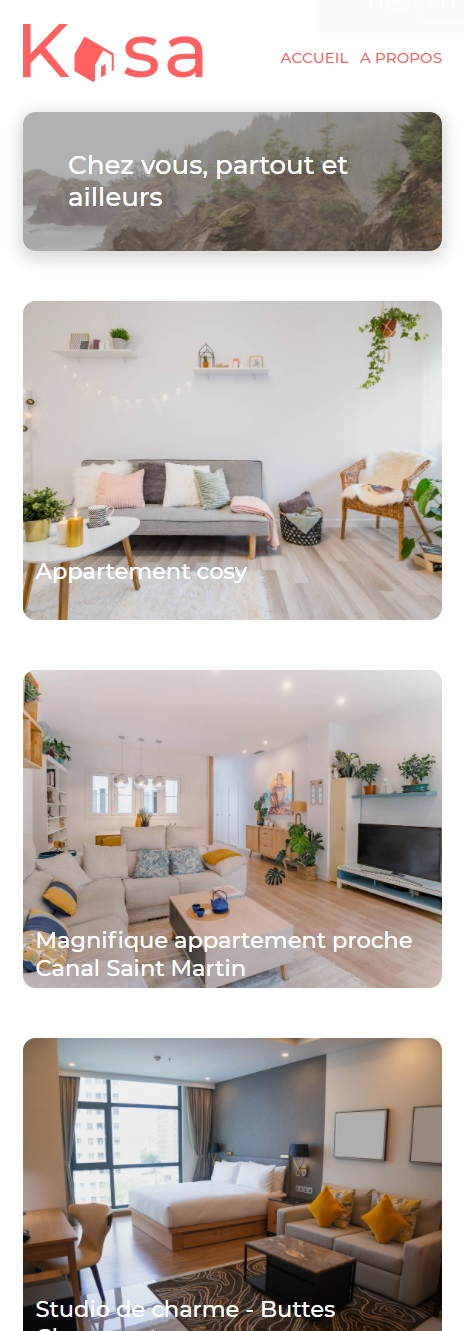 Kasa
ACCUEIL A PROPOS
Chez vous, partout et
ailleurs
Appartement cosy
Magnifique appartement proche
Canal Saint Martin
Studio de charme - Buttes